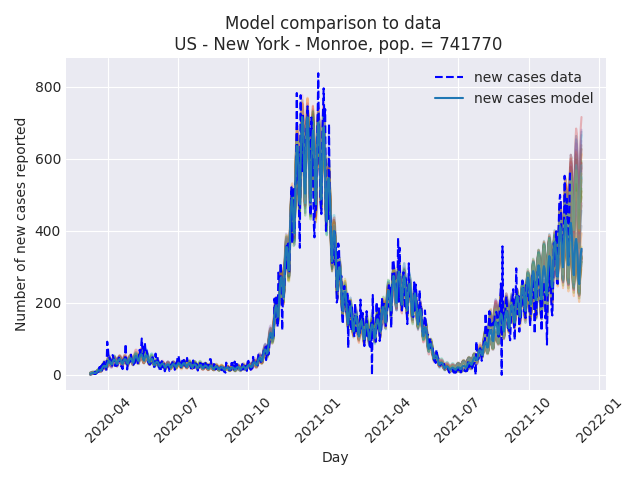 Model comparison to data
US - New York - Monroe, pop. = 741770
new cases data
new cases model
Number of new cases reported
800
600
400
200
0
2020-04
2020-07
2020-10
2021-01
2021-04
2021-07
2021-10
2022-01
Day